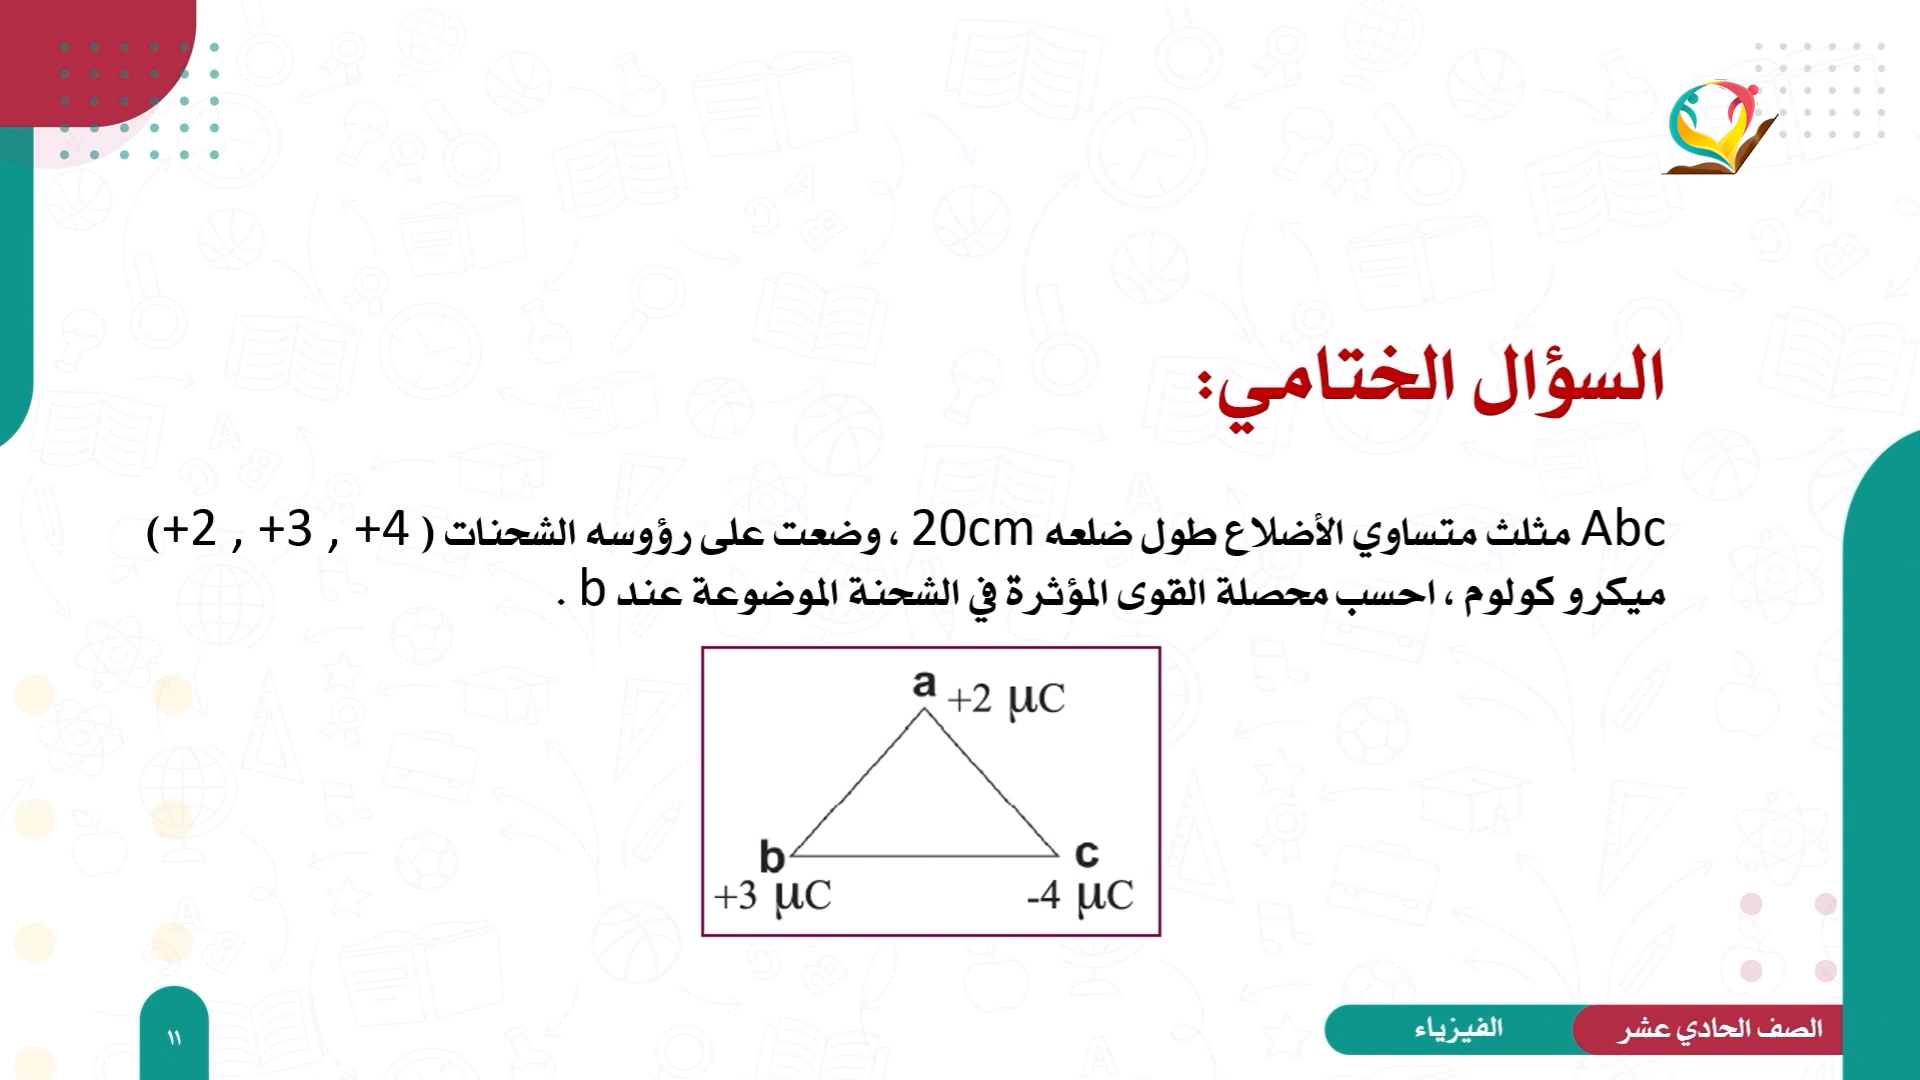 السؤال الختامي:
Abc مثلث متساوي الأضلاع طول ضلعه 20cm ، وضعت على رؤوسه الشحنات ( +2 , +3 , +4)
ميكرو كولوم ، احسب محصلة القوى المؤثرة في الشحنة الموضوعة عند b .
a +2 μC
b c
+3 μC -4 μC
الصف الحادي عشر الفيزياء
١١